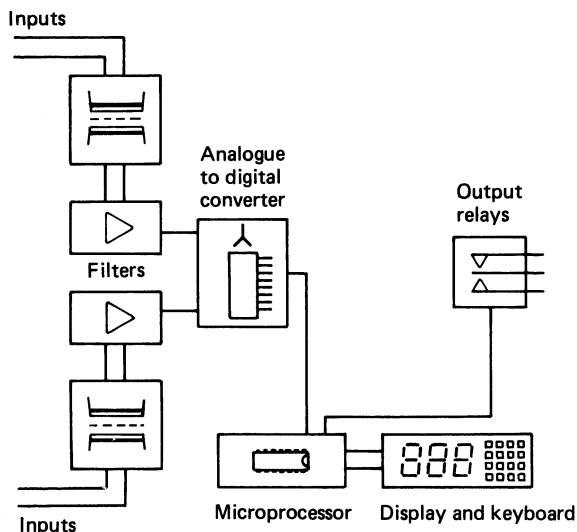 Inputs
Analogue
to digital
converter
Output
relays
Filters
Inputs
Microprocessor
Display and keyboard